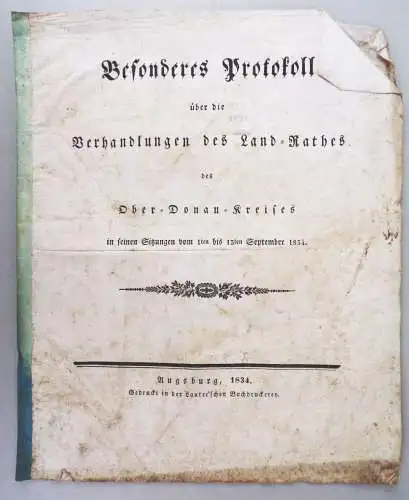 Besonderes Protokoll
über die
Verhandlungen des Land-Rathes
des
Ober-Donau-Kreises
in seinen Sitzungen vom 1ten bis 13ten September 1834.
Augsburg, 1834.
Gedruckt in der Lauter'schen Buchdruckerey.